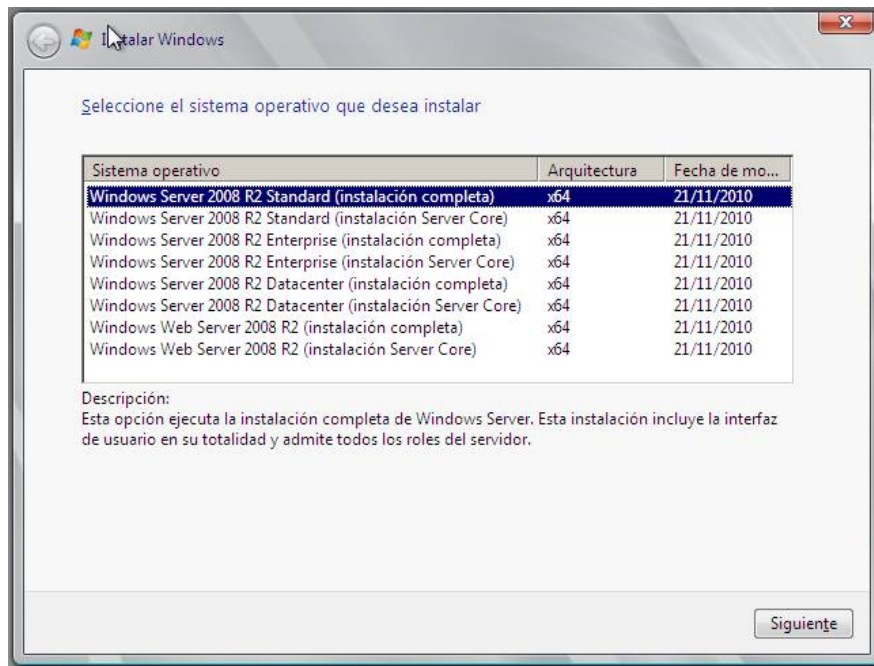 Instalar Windows
Seleccione el sistema operativo que desea instalar
Sistema operativo Arquitectura Fecha de mo...
Windows Server 2008 R2 Standard (instalación completa) x64 21/11/2010
Windows Server 2008 R2 Standard (instalación Server Core) x64 21/11/2010
Windows Server 2008 R2 Enterprise (instalación completa) x64 21/11/2010
Windows Server 2008 R2 Enterprise (instalación Server Core) x64 21/11/2010
Windows Server 2008 R2 Datacenter (instalación completa) x64 21/11/2010
Windows Server 2008 R2 Datacenter (instalación Server Core) x64 21/11/2010
Windows Web Server 2008 R2 (instalación completa) x64 21/11/2010
Windows Web Server 2008 R2 (instalación Server Core) x64 21/11/2010
Descripción:
Esta opción ejecuta la instalación completa de Windows Server. Esta instalación incluye la interfaz
de usuario en su totalidad y admite todos los roles del servidor.
Siguiente